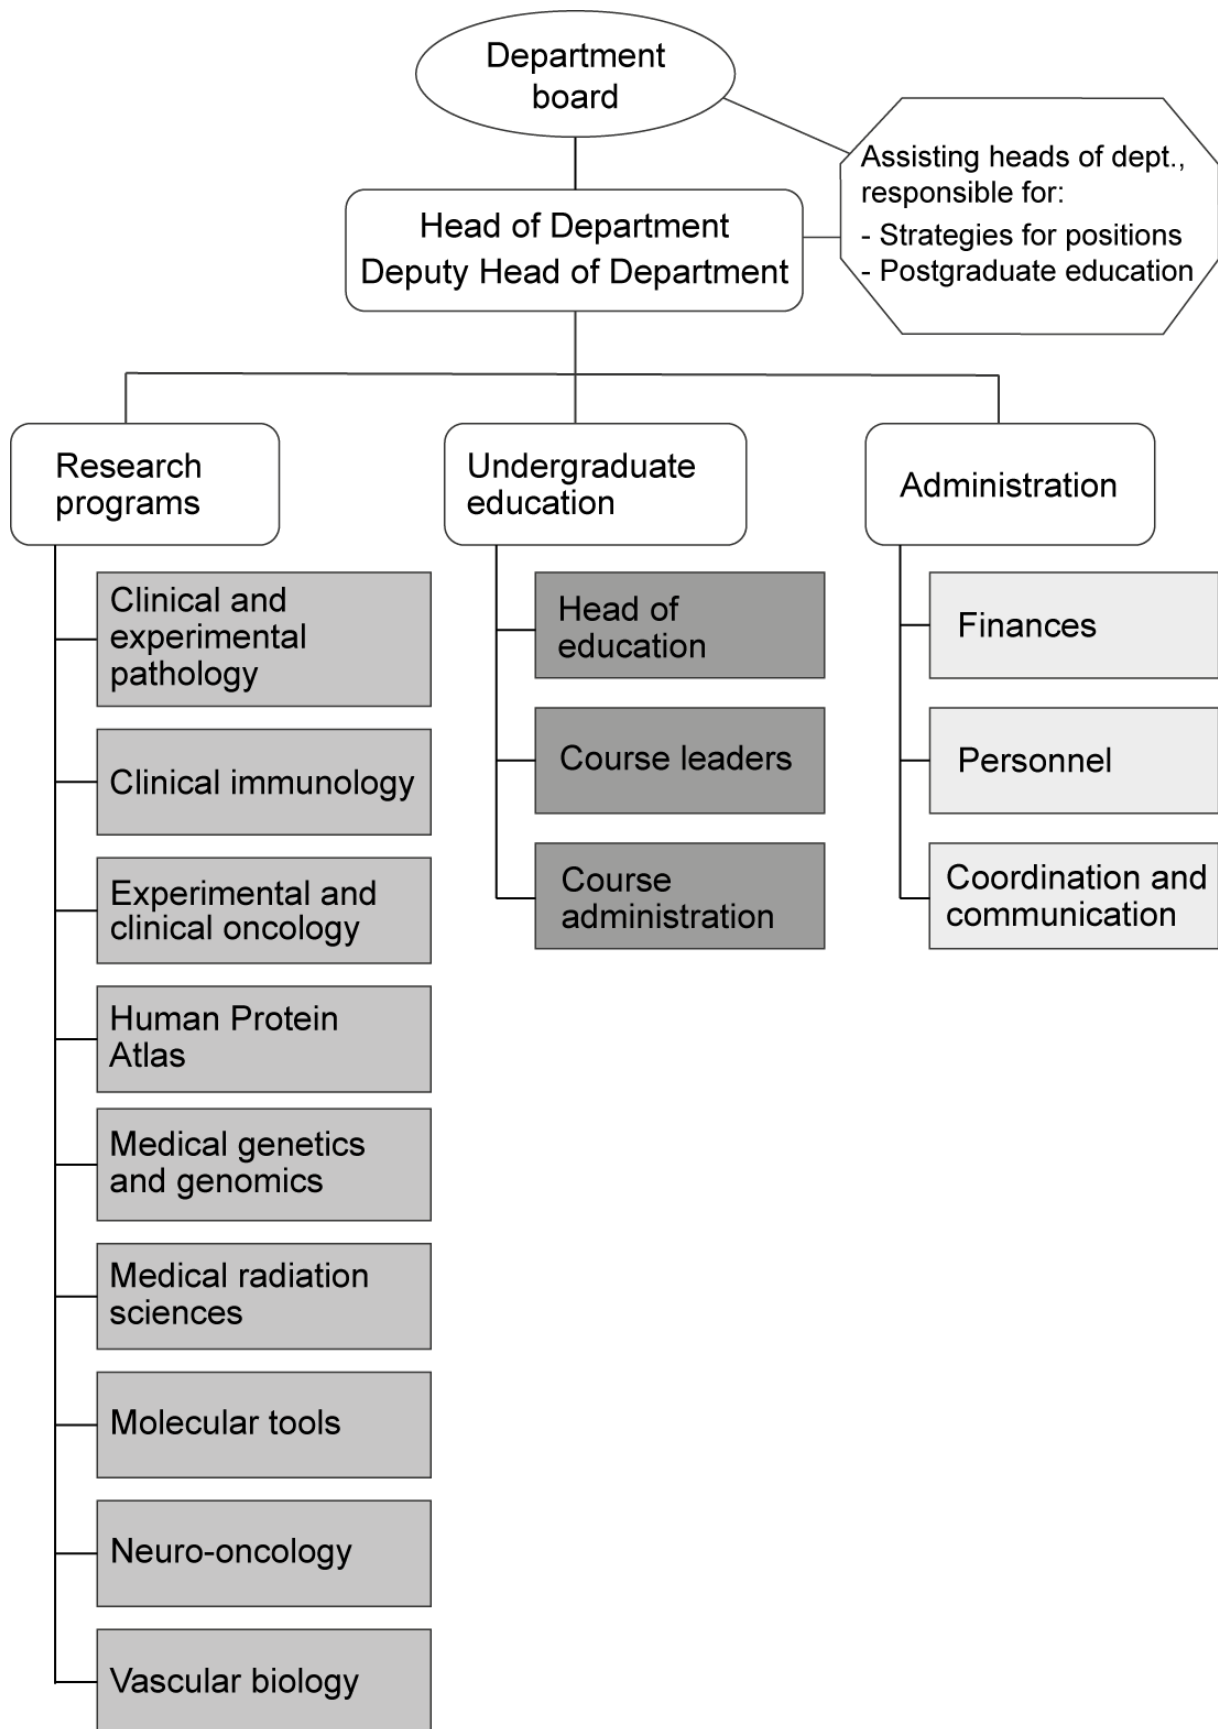 Department
board
Assisting heads of dept.,
responsible for:
- Strategies for positions
- Postgraduate education
Head of Department
Deputy Head of Department
Research
programs
Undergraduate
education
Administration
Clinical and
experimental
pathology
Clinical immunology
Experimental and
clinical oncology
Human Protein
Atlas
Medical genetics
and genomics
Medical radiation
sciences
Molecular tools
Neuro-oncology
Vascular biology
Head of
education
Course leaders
Course
administration
Finances
Personnel
Coordination and
communication